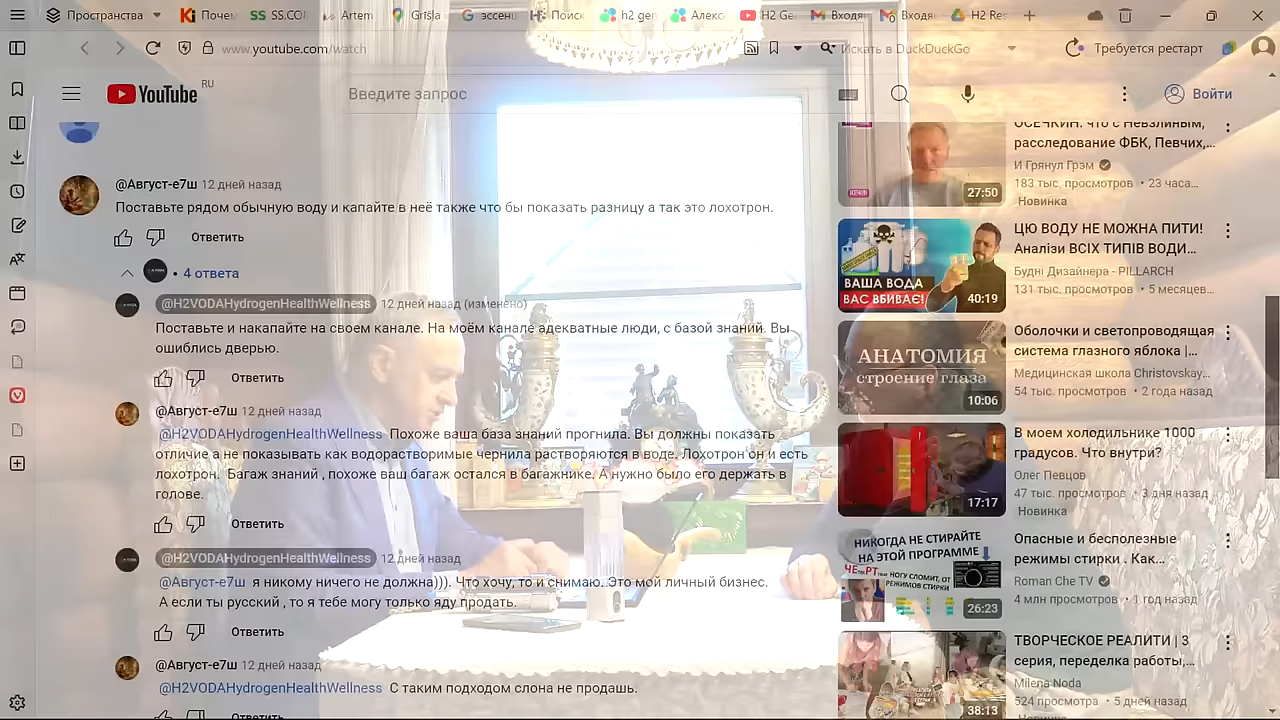 Пространства
Почем
SS.CO
Artem
Grīsla
эссен
Поиск
h2 ger
Алекс
H2 Ge
Входя
Входя
H2 Res
www.youtube.com/watch
Искать в DuckDuckGo
Требуется рестарт
YouTube RU
Введите запрос
Войти
@Август-е7ш 12 дней назад
Поставьте рядом обычную воду и капайте в неё также что бы показать разницу а так это лохотрон.
Ответить
4 ответа
@H2VODAHydrogenHealthWellness 12 дней назад (изменено)
Поставьте и накапайте на своем канале. На моём канале адекватные люди, с базой знаний. Вы
ошиблись дверью.
Ответить
@Август-е7ш 12 дней назад
@H2VODAHydrogenHealthWellness Похоже ваша база знаний прогнила. Вы должны показать
отличие а не показывать как водорастворимые чернила растворяются в воде. Лохотрон он и есть
лохотрон . Багаж знаний , похоже ваш багаж остался в багажнике. А нужно было его держать в
голове.
Ответить
@H2VODAHydrogenHealthWellness 12 дней назад
@Август-е7ш я никому ничего не должна))). Что хочу, то и снимаю. Это мой личный бизнес.
А если ты русский , то я тебе могу только яду продать.
Ответить
@Август-е7ш 12 дней назад
@H2VODAHydrogenHealthWellness С таким подходом слона не продашь.
Ответить
27:50
ОСЕЧКИН: что с Невзлиным,
расследование ФБК, Певчих,...
И Грянул Грэм
183 тыс. просмотров • 23 часа...
Новинка
ВАША ВОДА
ВАС ВБИВАЄ!
40:19
ЦЮ ВОДУ НЕ МОЖНА ПИТИ!
Аналізи ВСІХ ТИПІВ ВОДИ...
Будні Дизайнера - PILLARCH
131 тыс. просмотров • 5 месяцев...
АНАТОМИЯ
строение глаза
10:06
Оболочки и светопроводящая
система глазного яблока |...
Медицинская школа Christovskay...
54 тыс. просмотров • 2 года назад
17:17
В моем холодильнике 1000
градусов. Что внутри?
Олег Певцов
47 тыс. просмотров • 3 дня назад
Новинка
НИКОГДА НЕ СТИРАЙТЕ
НА ЭТОЙ ПРОГРАММЕ
НОГУ СЛОМИТ, ОТ
РЕЖИМОВ СТИРКИ
26:23
Опасные и бесполезные
режимы стирки . Как...
Roman Che TV
4 млн просмотров • 1 год назад
38:13
ТВОРЧЕСКОЕ РЕАЛИТИ | 3
серия, переделка работы,...
Milena Noda
524 просмотра • 5 дней назад
Новинка